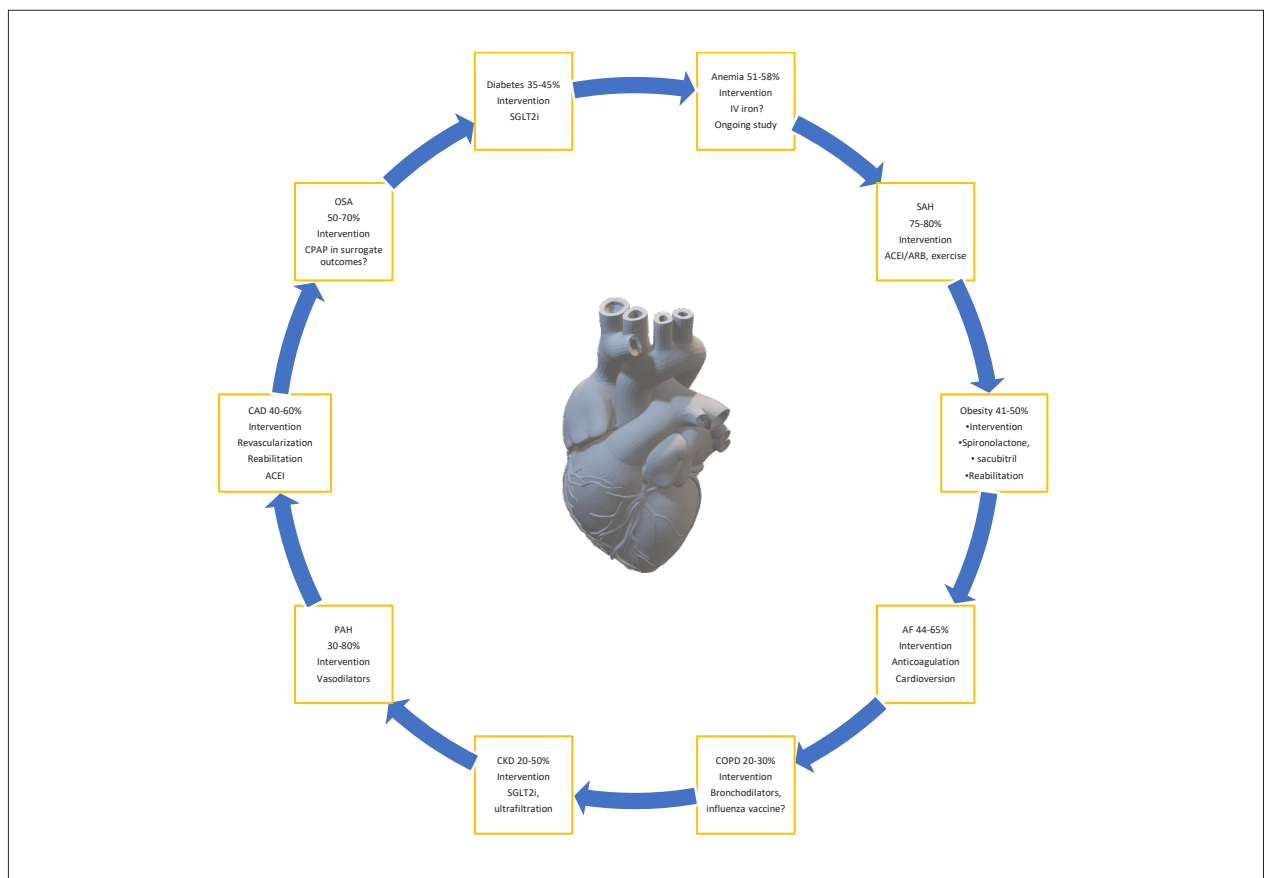 Diabetes 35-45%
Intervention
SGLT2i
Anemia 51-58%
Intervention
IV iron?
Ongoing study
SAH
75-80%
Intervention
ACEI/ARB, exercise
Obesity 41-50%
•Intervention
•Spironolactone,
• sacubitril
•Reabilitation
AF 44-65%
Intervention
Anticoagulation
Cardioversion
COPD 20-30%
Intervention
Bronchodilators,
influenza vaccine?
CKD 20-50%
Intervention
SGLT2i,
ultrafiltration
PAH
30-80%
Intervention
Vasodilators
CAD 40-60%
Intervention
Revascularization
Reabilitation
ACEI
OSA
50-70%
Intervention
CPAP in surrogate
outcomes?